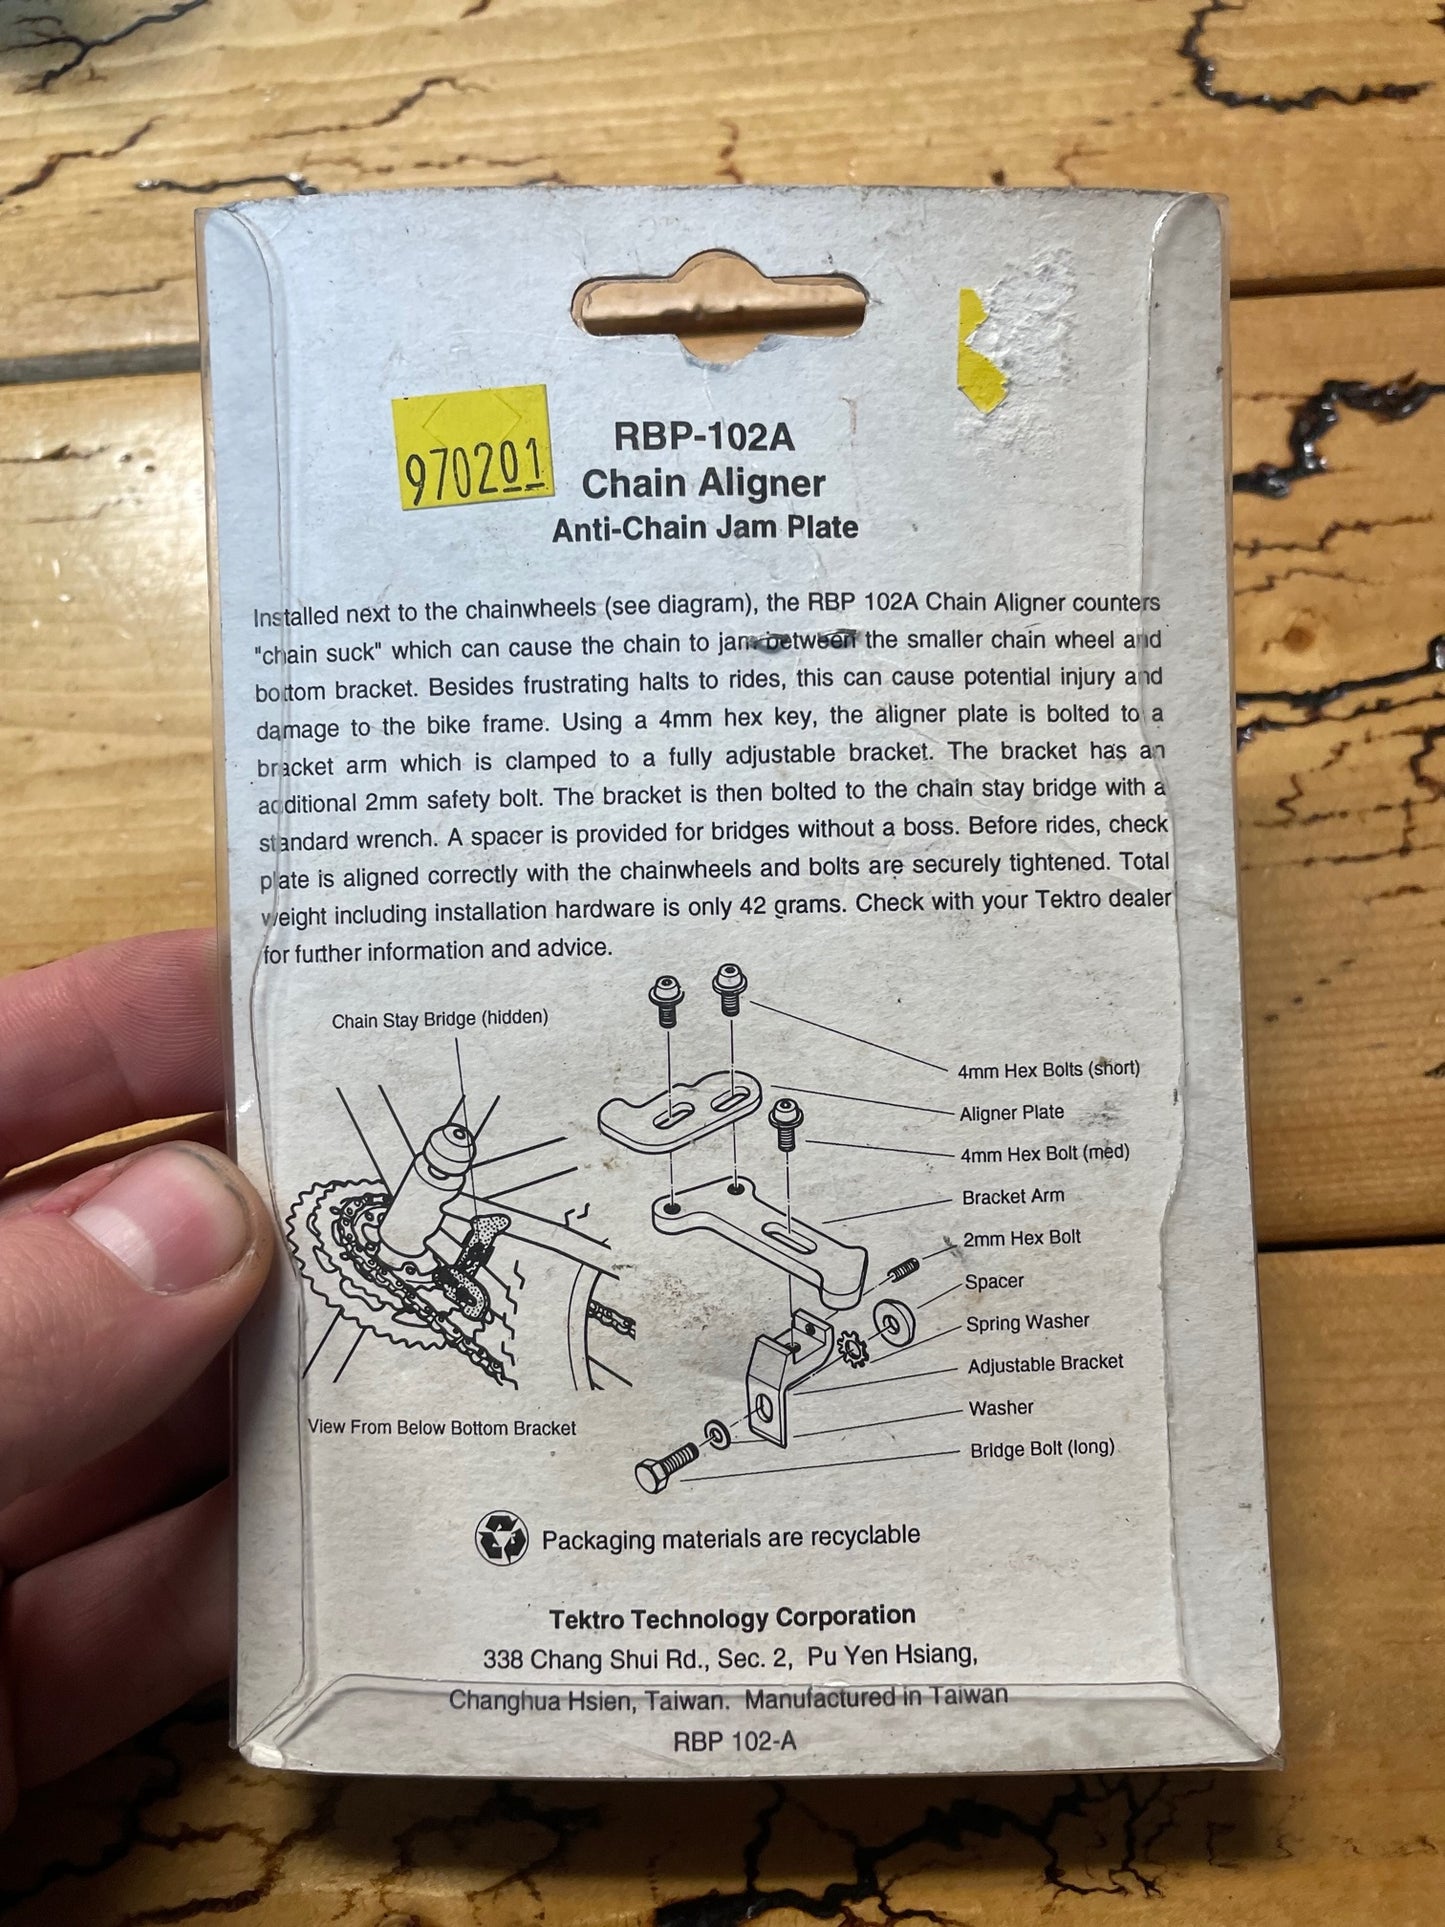 970201
RBP-102A
Chain Aligner
Anti-Chain Jam Plate
Installed next to the chainwheels (see diagram), the RBP 102A Chain Aligner counters
"chain suck" which can cause the chain to jam between the smaller chain wheel and
bottom bracket. Besides frustrating halts to rides, this can cause potential injury and
damage to the bike frame. Using a 4mm hex key, the aligner plate is bolted to a
bracket arm which is clamped to a fully adjustable bracket. The bracket has an
additional 2mm safety bolt. The bracket is then bolted to the chain stay bridge with a
standard wrench. A spacer is provided for bridges without a boss. Before rides, check
plate is aligned correctly with the chainwheels and bolts are securely tightened. Total
weight including installation hardware is only 42 grams. Check with your Tektro dealer
for further information and advice.
Chain Stay Bridge (hidden)
4mm Hex Bolts (short)
Aligner Plate
4mm Hex Bolt (med)
Bracket Arm
2mm Hex Bolt
Spacer
Spring Washer
Adjustable Bracket
Washer
Bridge Bolt (long)
View From Below Bottom Bracket
Packaging materials are recyclable
Tektro Technology Corporation
338 Chang Shui Rd., Sec. 2, Pu Yen Hsiang,
Changhua Hsien, Taiwan. Manufactured in Taiwan
RBP 102-A